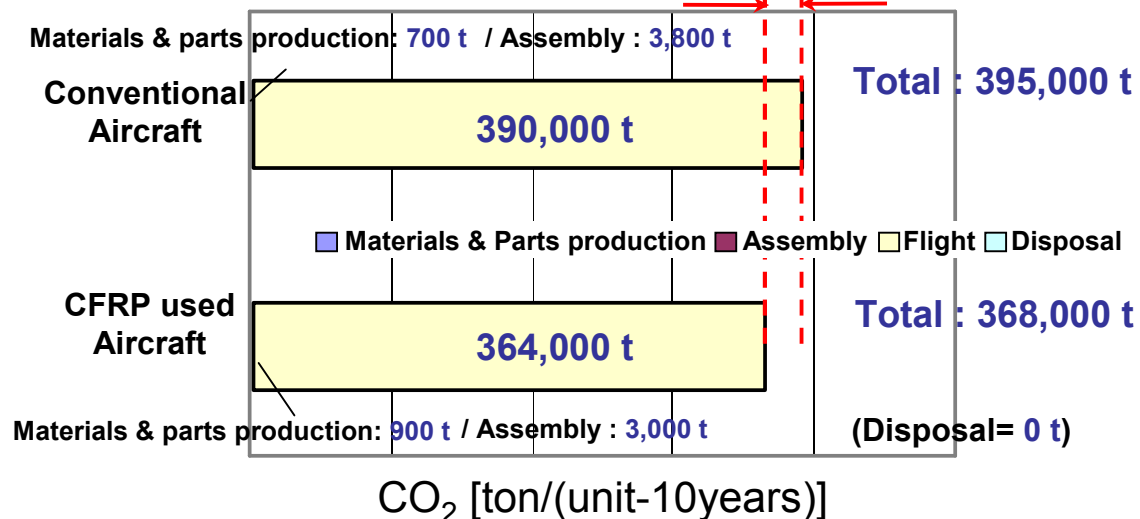 Materials & parts production: 700 t / Assembly : 3,800 t
Conventional
Aircraft
390,000 t
Total : 395,000 t
Materials & Parts production Assembly Flight Disposal
CFRP used
Aircraft
364,000 t
Total : 368,000 t
Materials & parts production: 900 t / Assembly : 3,000 t
(Disposal= 0 t)
CO₂ [ton/(unit-10years)]